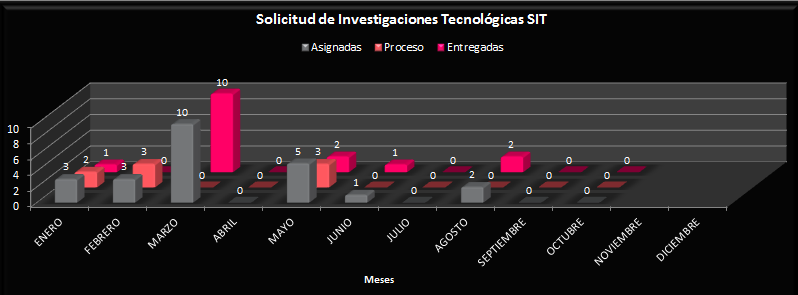 Solicitud de Investigaciones Tecnológicas SIT
Asignadas Proceso Entregadas
10
8
6
4
2
0
1 0 10 0 2 1 0 2 0 0
2 3 0 0 3 0 0 0 0 0
3 3 10 0 5 1 0 2 0 0
ENERO FEBRERO MARZO ABRIL MAYO JUNIO JULIO AGOSTO SEPTIEMBRE OCTUBRE NOVIEMBRE DICIEMBRE
Meses